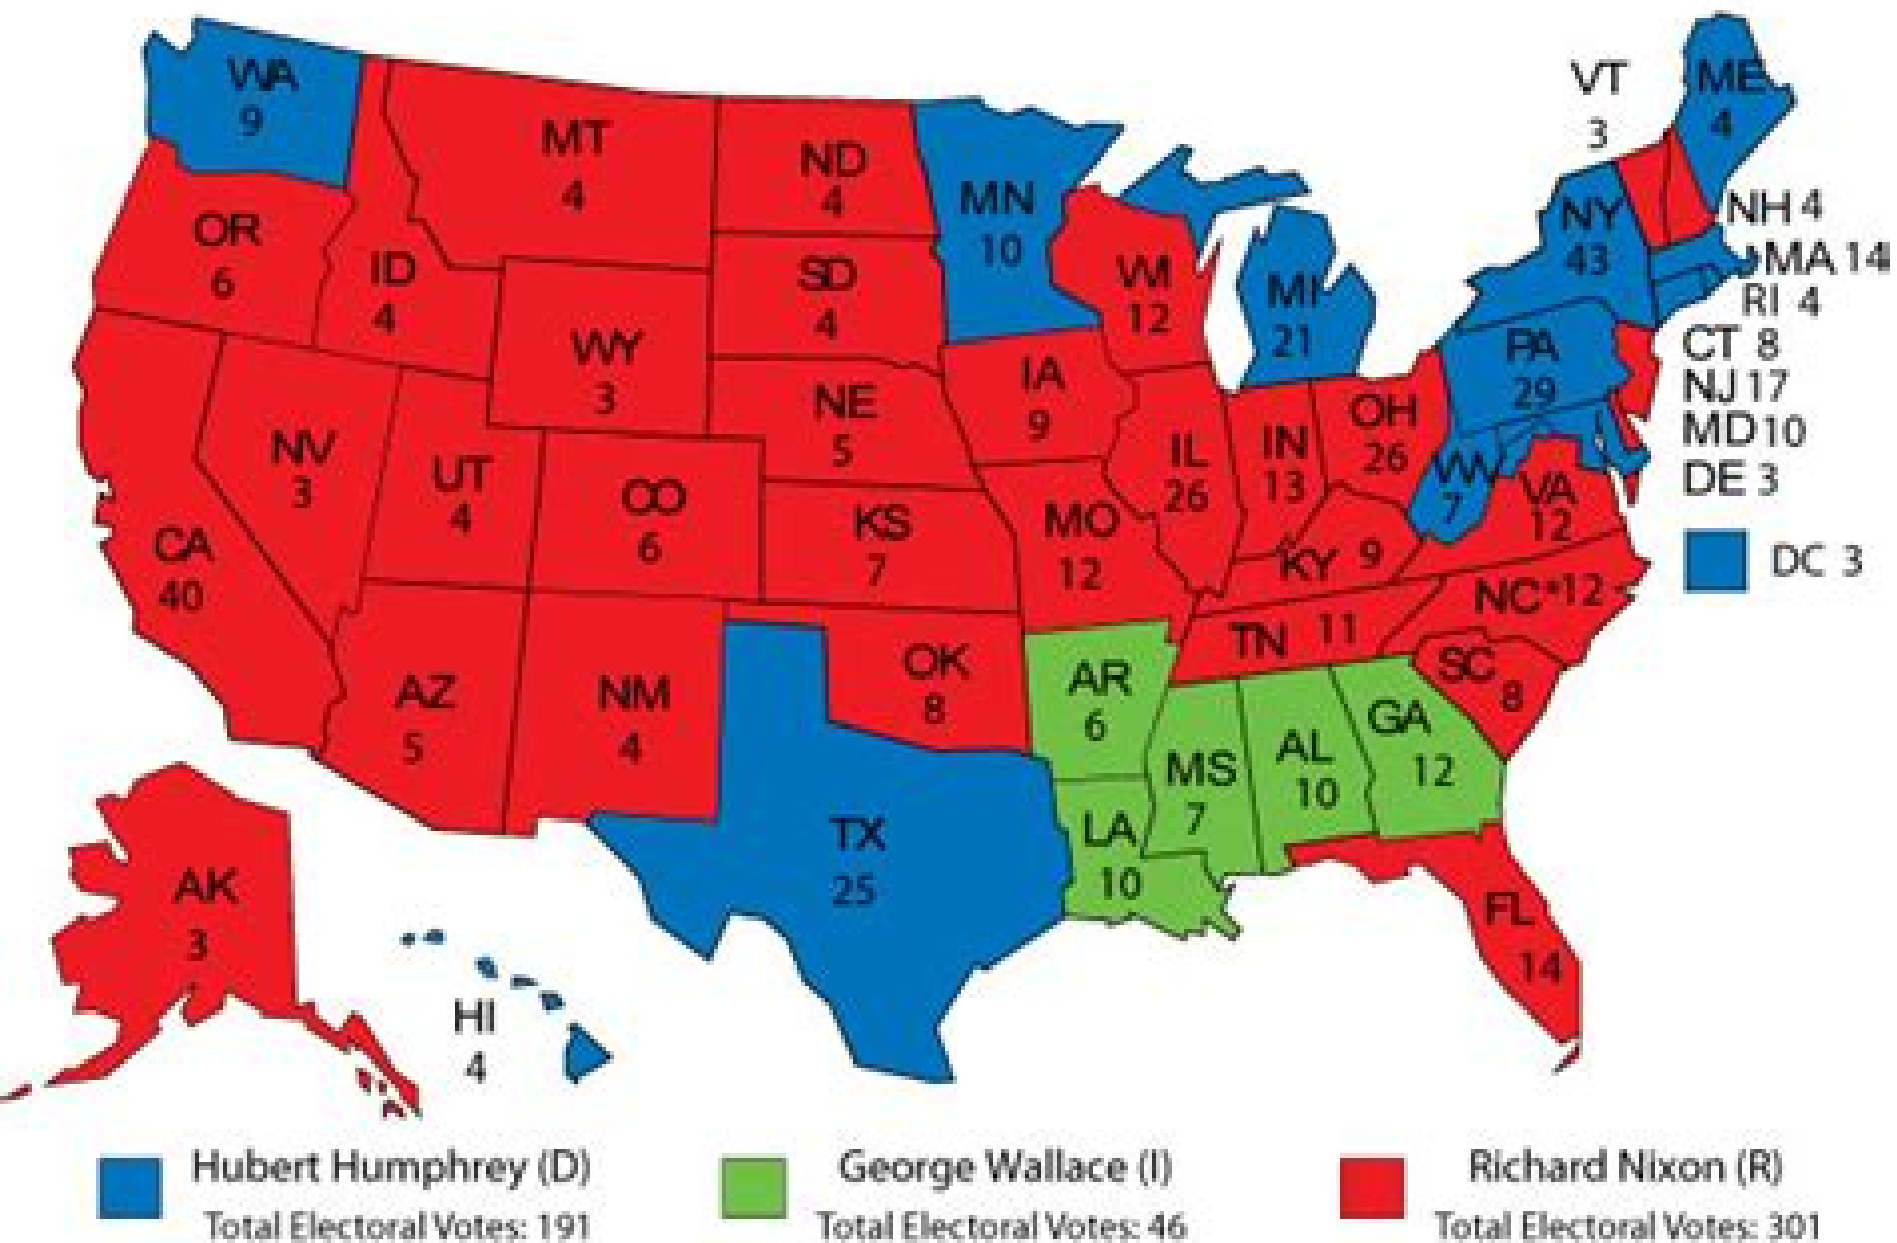 WA
9
MT
4
ND
4
MN
10
VT
3
ME
4
OR
6
ID
4
SD
4
WI
12
MI
21
NY
43
NH 4
MA 14
RI 4
CT 8
NJ 17
MD 10
DE 3
DC 3
WY
3
IA
9
PA
29
NE
5
NV
3
UT
4
CO
6
KS
7
MO
12
IL
26
IN
13
OH
26
WV
7
VA
12
KY 9
CA
40
NC*12
TN 11
SC
8
AZ
5
NM
4
OK
8
AR
6
MS
7
AL
10
GA
12
TX
25
LA
10
FL
14
AK
3
HI
4
Hubert Humphrey (D)
Total Electoral Votes: 191
George Wallace (I)
Total Electoral Votes: 46
Richard Nixon (R)
Total Electoral Votes: 301